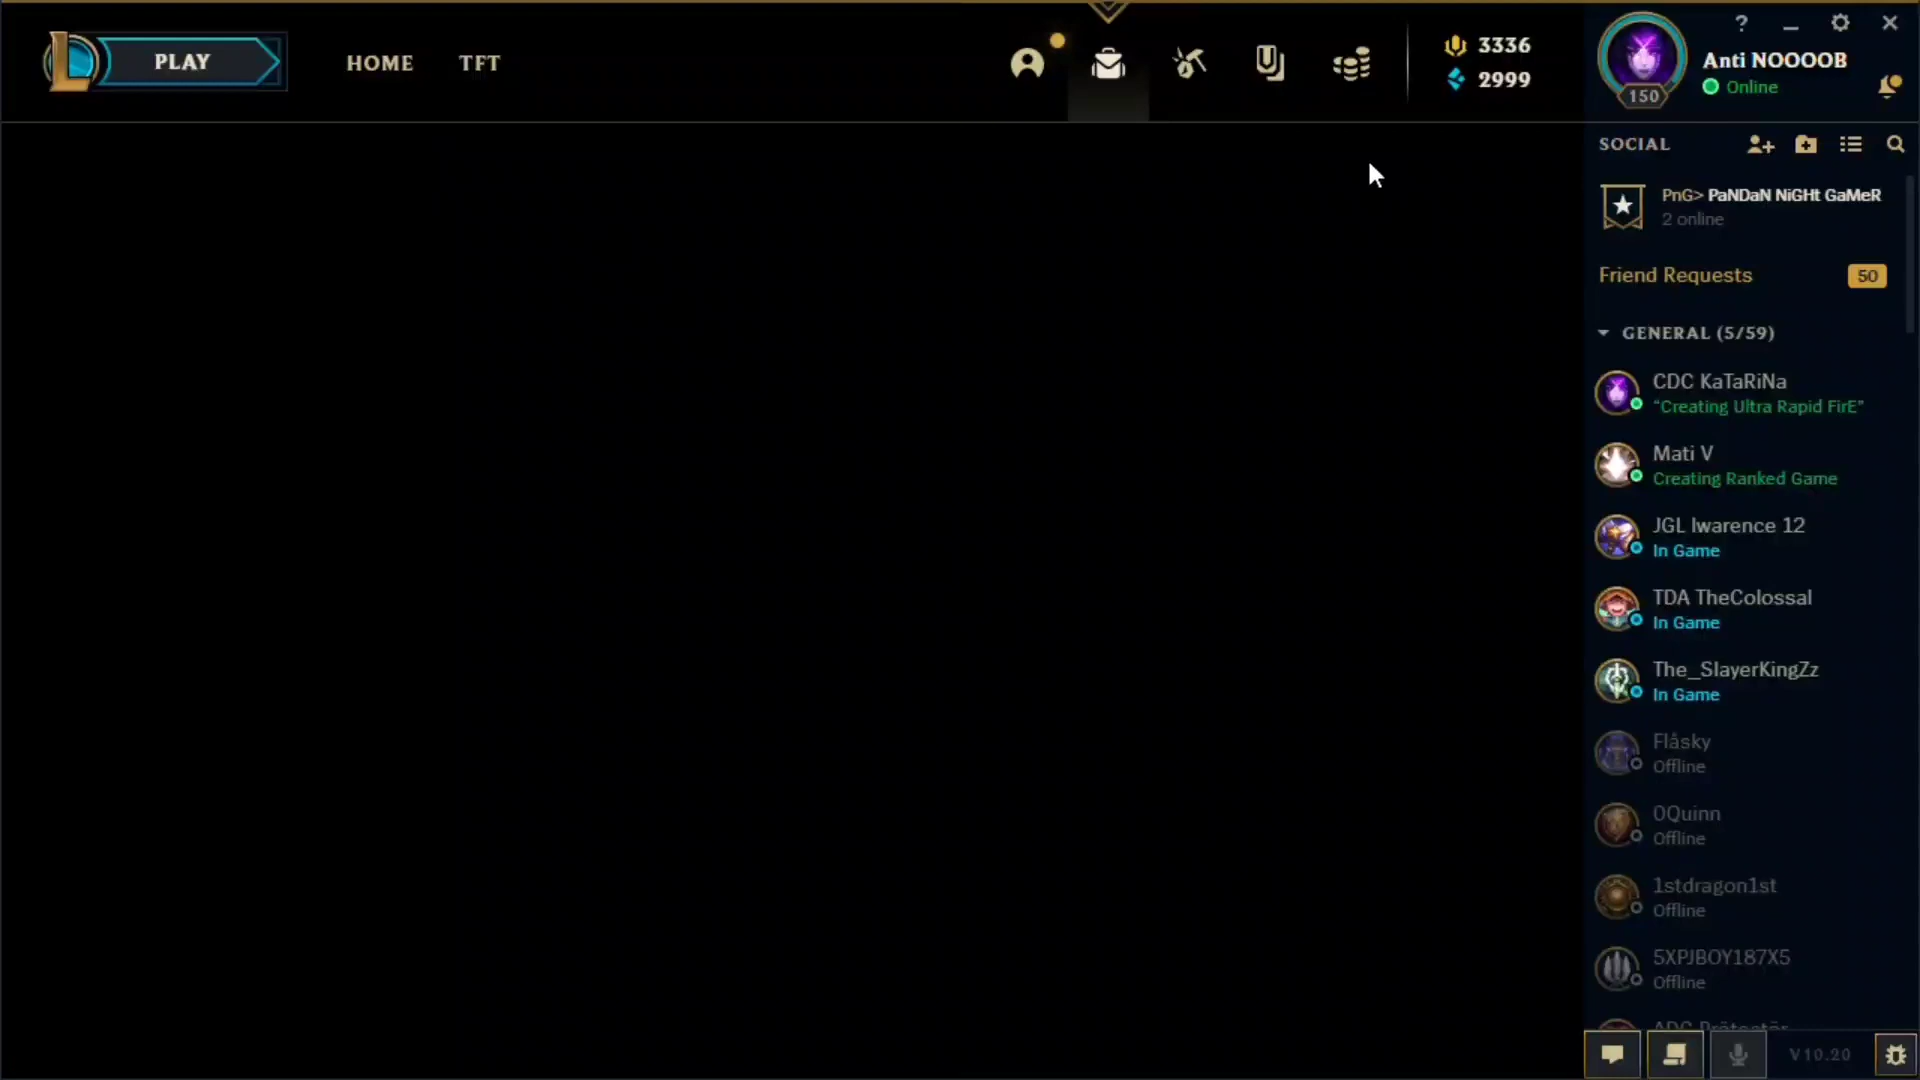 PLAY
HOME
TFT
3336
2999
?
150
Anti NOOOOB
Online
SOCIAL
PnG> PaNDaN NiGHt GaMeR
2 online
Friend Requests
50
GENERAL (5/59)
CDC KaTaRiNa
“Creating Ultra Rapid FirE”
Mati V
Creating Ranked Game
JGL lwarence 12
In Game
TDA TheColossal
In Game
The_SlayerKingZz
In Game
Flåsky
Offline
0Quinn
Offline
1stdragon1st
Offline
5XPJBOY187X5
Offline
V10.20